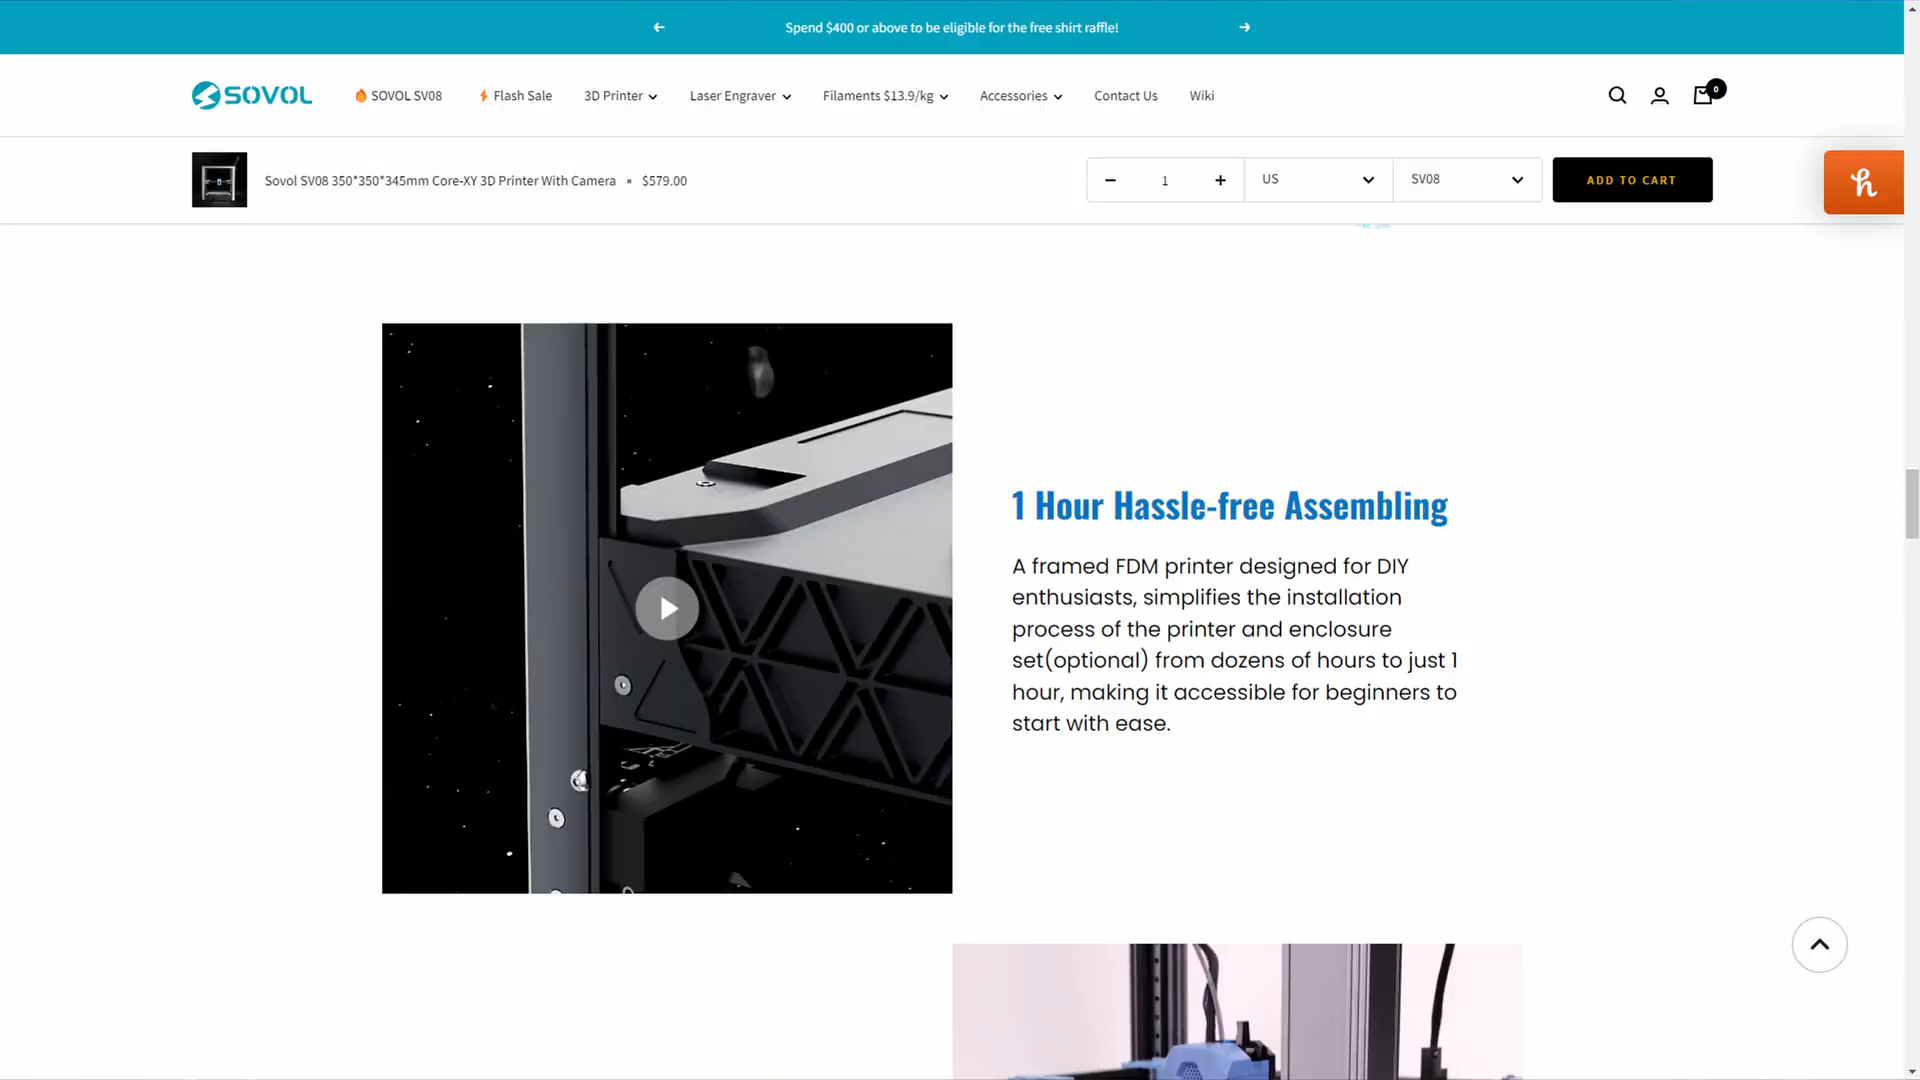 Spend $400 or above to be eligible for the free shirt raffle!
SOVOL
SOVOL SV08
Flash Sale
3D Printer
Laser Engraver
Filaments $13.9/kg
Accessories
Contact Us
Wiki
0
Sovol SV08 350*350*345mm Core-XY 3D Printer With Camera
$579.00
1
US
SV08
ADD TO CART
1 Hour Hassle-free Assembling
A framed FDM printer designed for DIY
enthusiasts, simplifies the installation
process of the printer and enclosure
set(optional) from dozens of hours to just 1
hour, making it accessible for beginners to
start with ease.